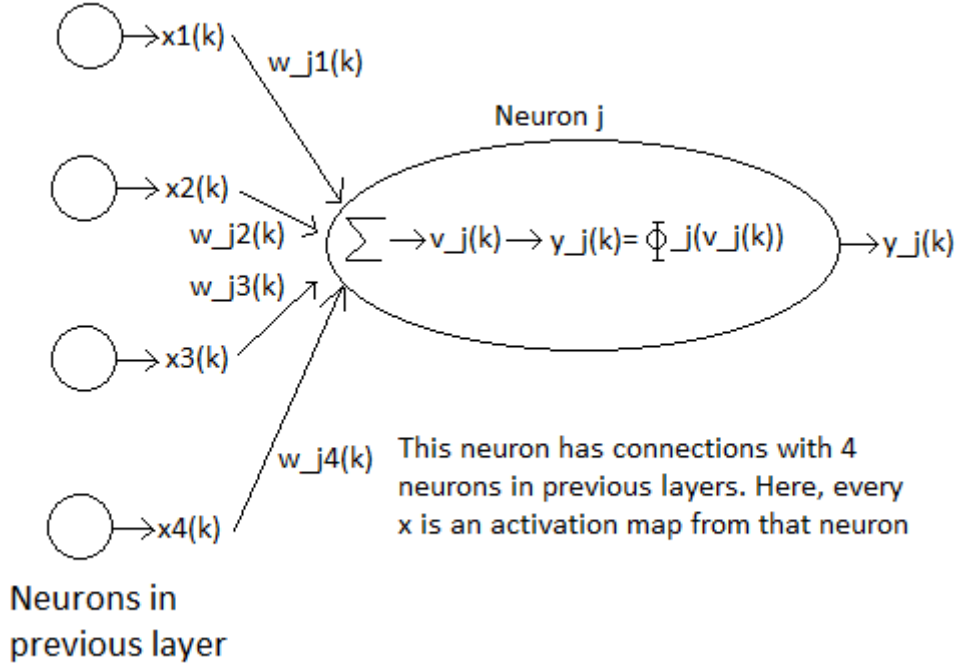 x1(k)
w_j1(k)
Neuron j
x2(k)
w_j2(k)
∑ v_j(k) y_j(k)= Φ_j(v_j(k))
y_j(k)
w_j3(k)
x3(k)
w_j4(k)
This neuron has connections with 4
neurons in previous layers. Here, every
x is an activation map from that neuron
x4(k)
Neurons in
previous layer